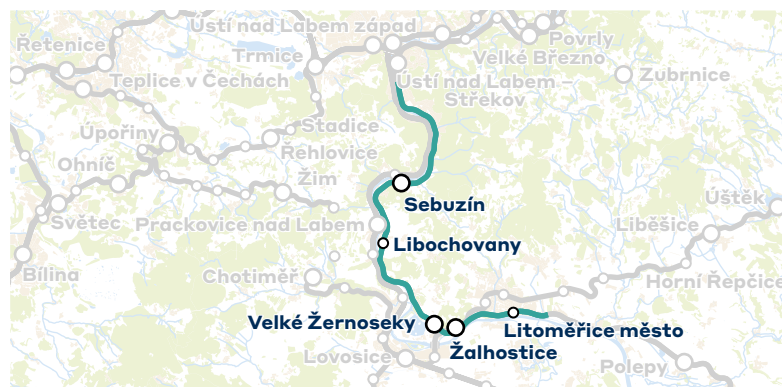 Ústí nad Labem západ
Řetenice
Povrly
Trmice
Velké Březno
Teplice v Čechách
Ústí nad Labem –
Střekov
Zubrnice
Úpořiny
Stadice
Řehlovice
Ohníč
Žim
Sebuzín
Úštěk
Světec
Prackovice nad Labem
Liběšice
Libochovany
Bílina
Chotiměř
Horní Řepčice
Velké Žernoseky
Litoměřice město
Žalhostice
Lovosice
Polepy